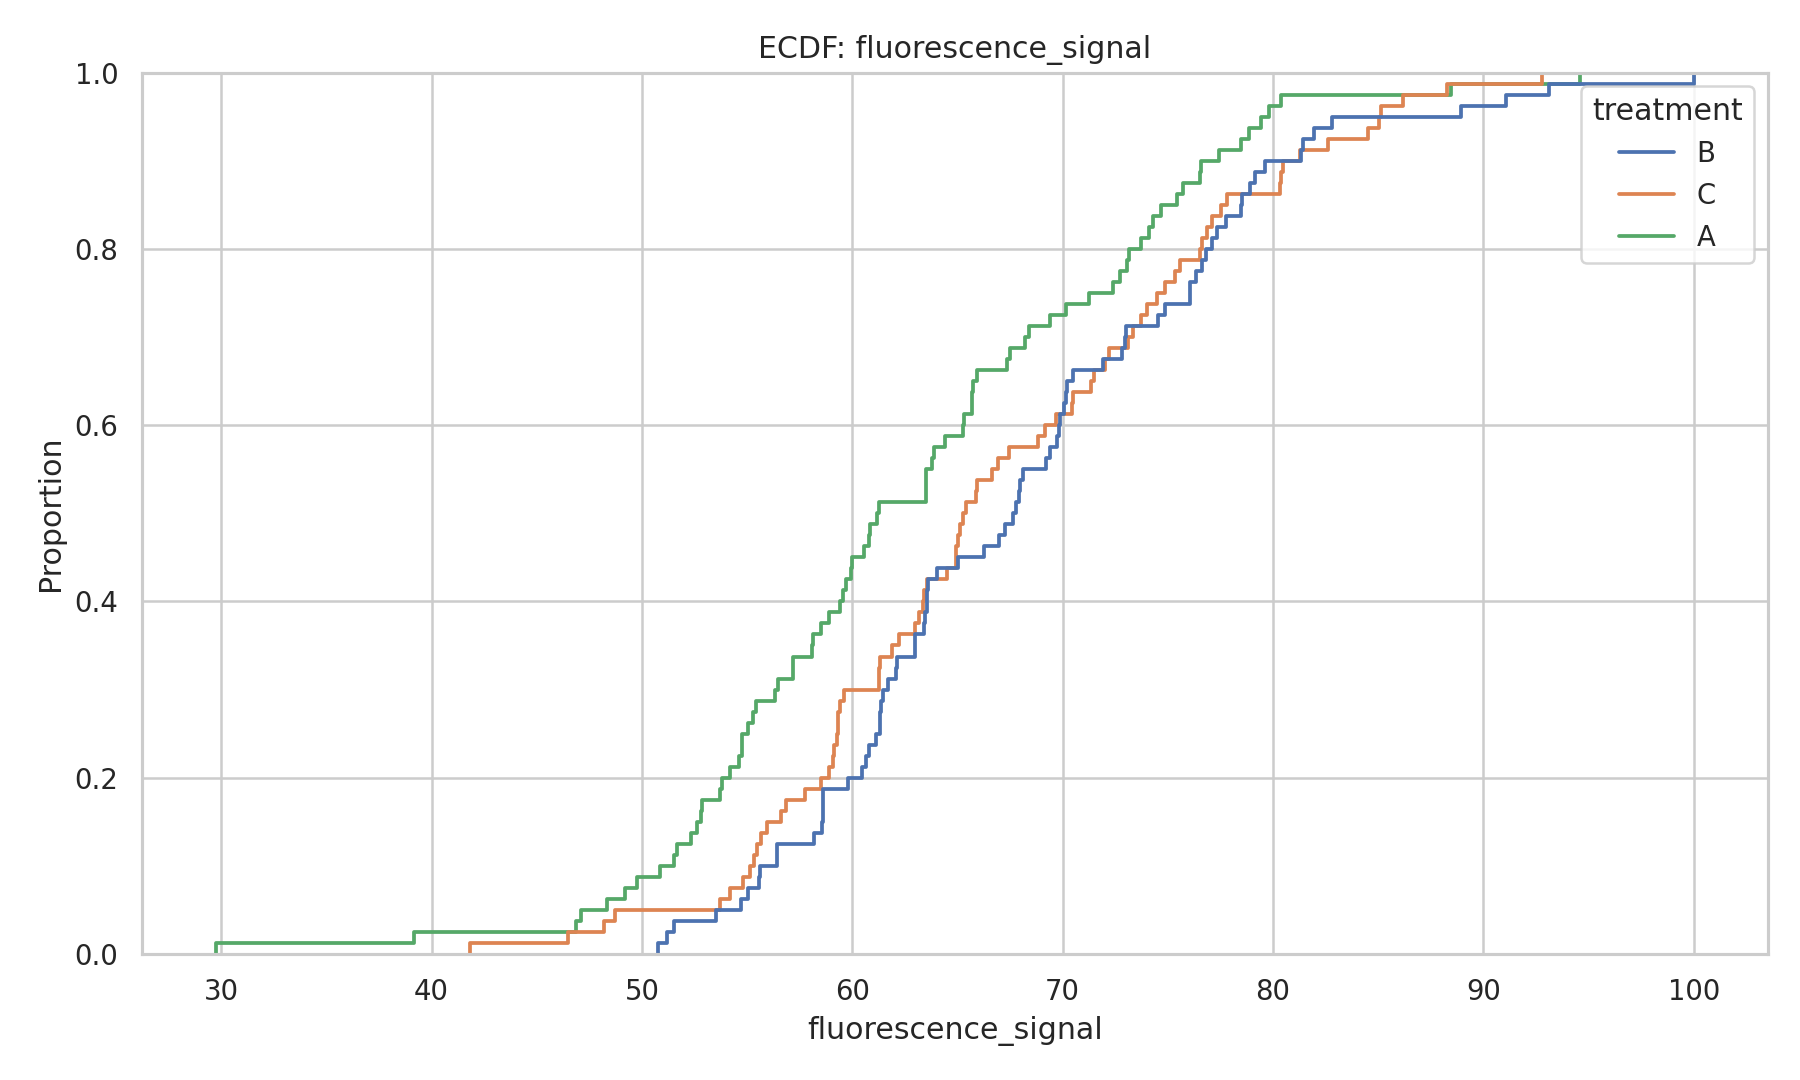 ECDF: fluorescence_signal
1.0
0.8
0.6
0.4
0.2
0.0
Proportion
treatment
B
C
A
30 40 50 60 70 80 90 100
fluorescence_signal